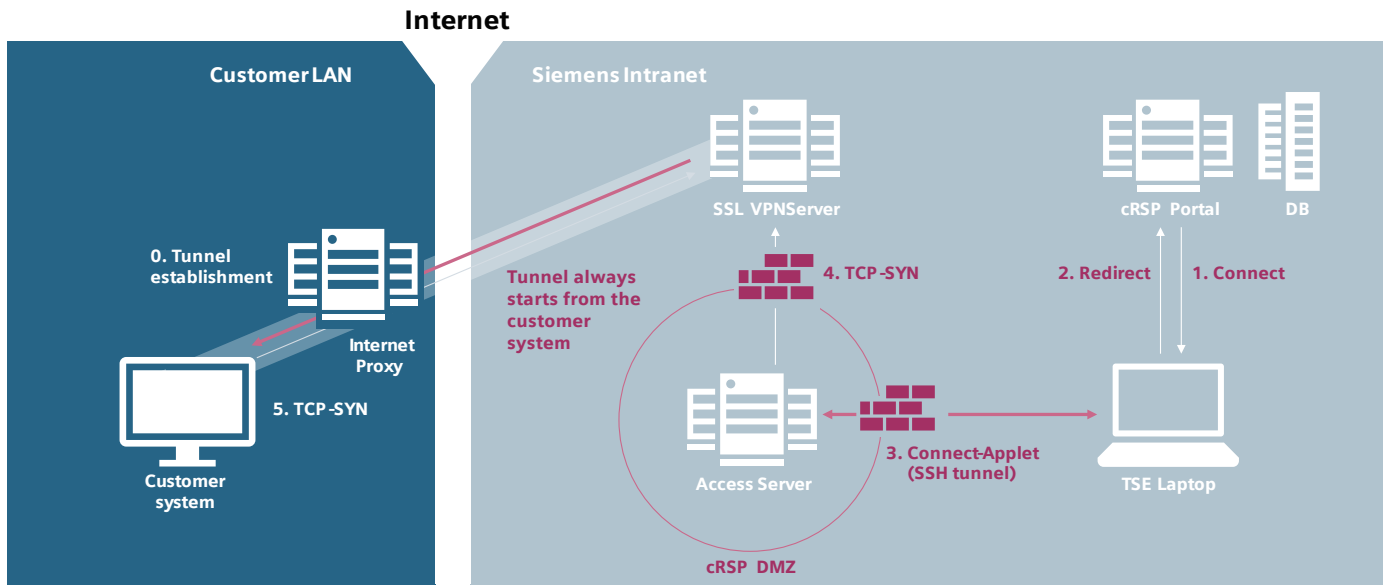 Internet
Customer LAN
Siemens Intranet
SSL VPNServer
cRSP Portal
DB
0. Tunnel
establishment
Tunnel always
starts from the
customer
system
4. TCP-SYN
2. Redirect
1. Connect
Internet
Proxy
5. TCP-SYN
Customer
system
Access Server
3. Connect-Applet
(SSH tunnel)
TSE Laptop
cRSP DMZ